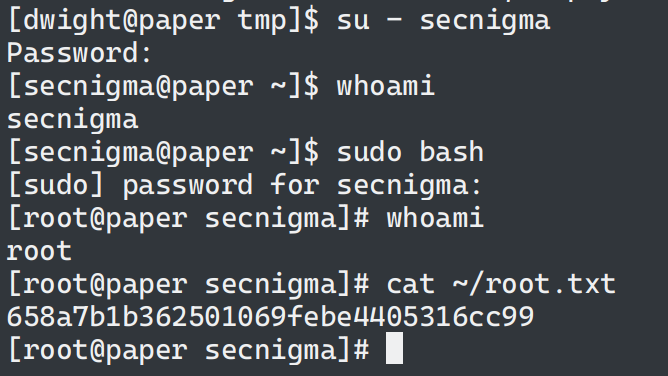 [dwight@paper tmp]$ su - secnigma
Password:
[secnigma@paper ~]$ whoami
secnigma
[secnigma@paper ~]$ sudo bash
[sudo] password for secnigma:
[root@paper secnigma]# whoami
root
[root@paper secnigma]# cat ~/root.txt
658a7b1b362501069febe4405316cc99
[root@paper secnigma]#